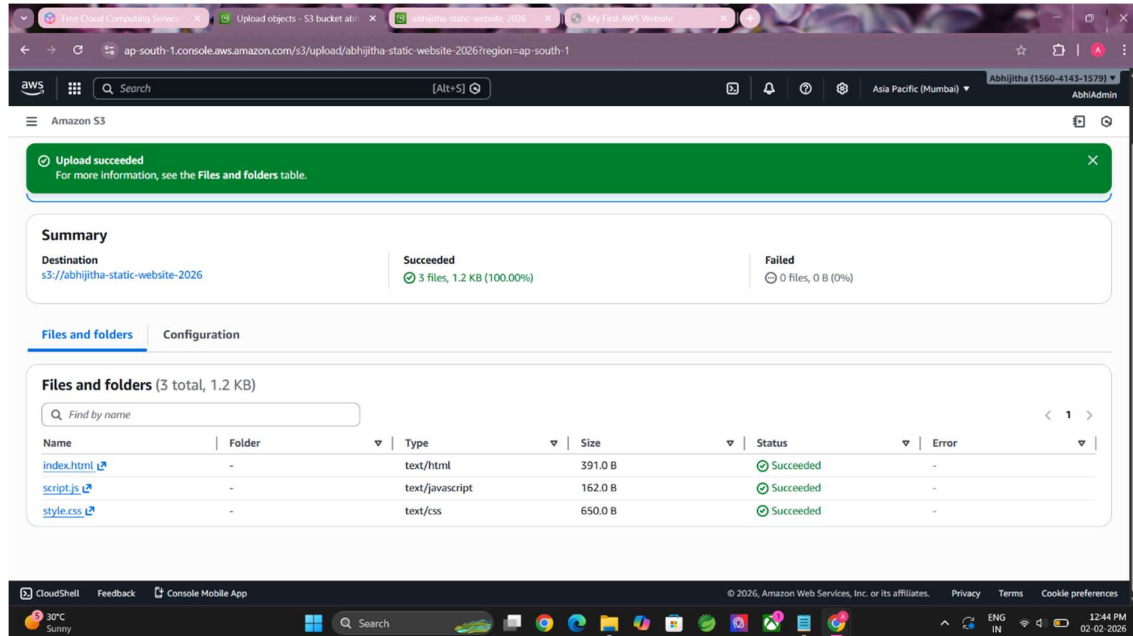 Free Cloud Computing Service
Upload objects - S3 bucket abh
abhijitha-static-website-2026
My First AWS Website
ap-south-1.console.aws.amazon.com/s3/upload/abhijitha-static-website-2026?region=ap-south-1
A
aws
Search
[Alt+S]
Asia Pacific (Mumbai)
Abhijitha (1560-4143-1579)
AbhiAdmin
Amazon S3
Upload succeeded
For more information, see the Files and folders table.
Summary
Destination Succeeded Failed
s3://abhijitha-static-website-2026 3 files, 1.2 KB (100.00%) 0 files, 0 B (0%)
Files and folders Configuration
Files and folders (3 total, 1.2 KB)
Find by name
1
Name Folder Type Size Status Error
index.html - text/html 391.0 B Succeeded -
script.js - text/javascript 162.0 B Succeeded -
style.css - text/css 650.0 B Succeeded -
CloudShell Feedback Console Mobile App © 2026, Amazon Web Services, Inc. or its affiliates. Privacy Terms Cookie preferences
5
30°C
Sunny
Search
ENG
IN
12:44 PM
02-02-2026